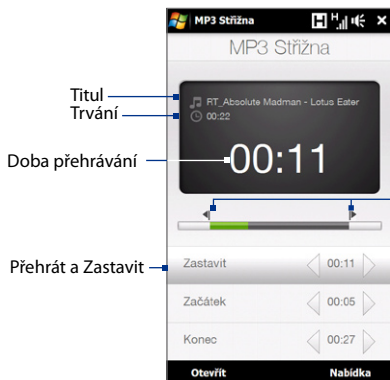 MP3 Střižna
H
MP3 Střižna
Titul
RT_Absolute Madman - Lotus Eater
Trvání
00:22
Doba přehrávání
00:11
Přehrát a Zastavit
Zastavit 00:11
Začátek 00:05
Konec 00:27
Otevřít Nabídka